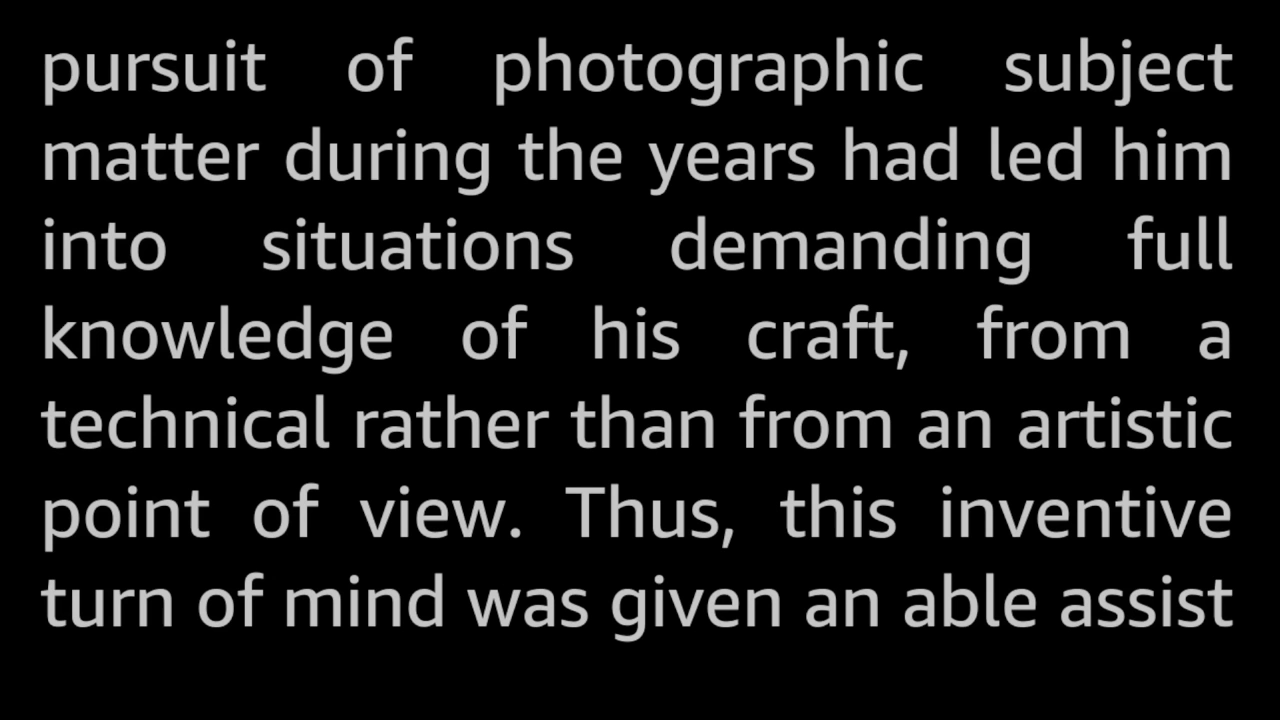 pursuit of photographic subject
matter during the years had led him
into situations demanding full
knowledge of his craft, from a
technical rather than from an artistic
point of view. Thus, this inventive
turn of mind was given an able assist